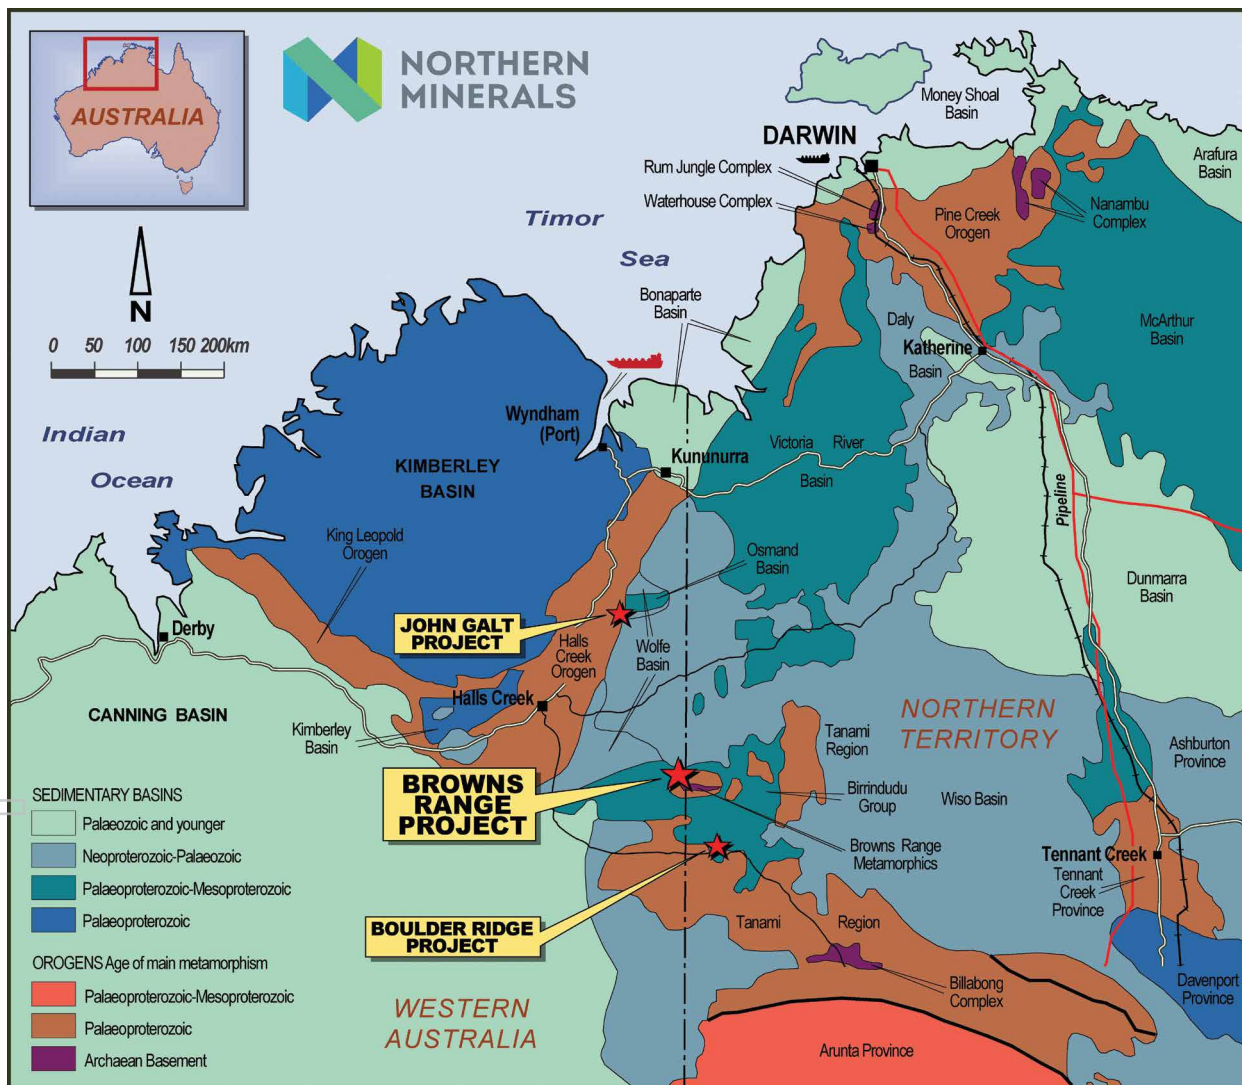 AUSTRALIA
NORTHERN
MINERALS
Money Shoal
Basin
DARWIN
Arafura
Basin
Rum Jungle Complex
Waterhouse Complex
Pine Creek
Orogen
Nanambu
Complex
Timor
Sea
N
0 50 100 150 200km
Bonaparte
Basin
Daly
Katherine
Basin
McArthur
Basin
Indian
Ocean
Wyndham
(Port)
KIMBERLEY
BASIN
Kununurra
Victoria River
Basin
Pipeline
King Leopold
Orogen
Osmand
Basin
Dunmarra
Basin
Derby
JOHN GALT
PROJECT
Halls
Creek
Orogen
Wolfe
Basin
Halls Creek
CANNING BASIN
Kimberley
Basin
NORTHERN
TERRITORY
Tanami
Region
Ashburton
Province
BROWNS
RANGE
PROJECT
Birrindudu
Group
Wiso Basin
Browns Range
Metamorphics
Tennant Creek
Tennant
Creek
Province
BOULDER RIDGE
PROJECT
Tanami Region
Billabong
Complex
Davenport
Province
WESTERN
AUSTRALIA
Arunta Province
SEDIMENTARY BASINS
Palaeozoic and younger
Neoproterozoic-Palaeozoic
Palaeoproterozoic-Mesoproterozoic
Palaeoproterozoic
OROGENS Age of main metamorphism
Palaeoproterozoic-Mesoproterozoic
Palaeoproterozoic
Archaean Basement